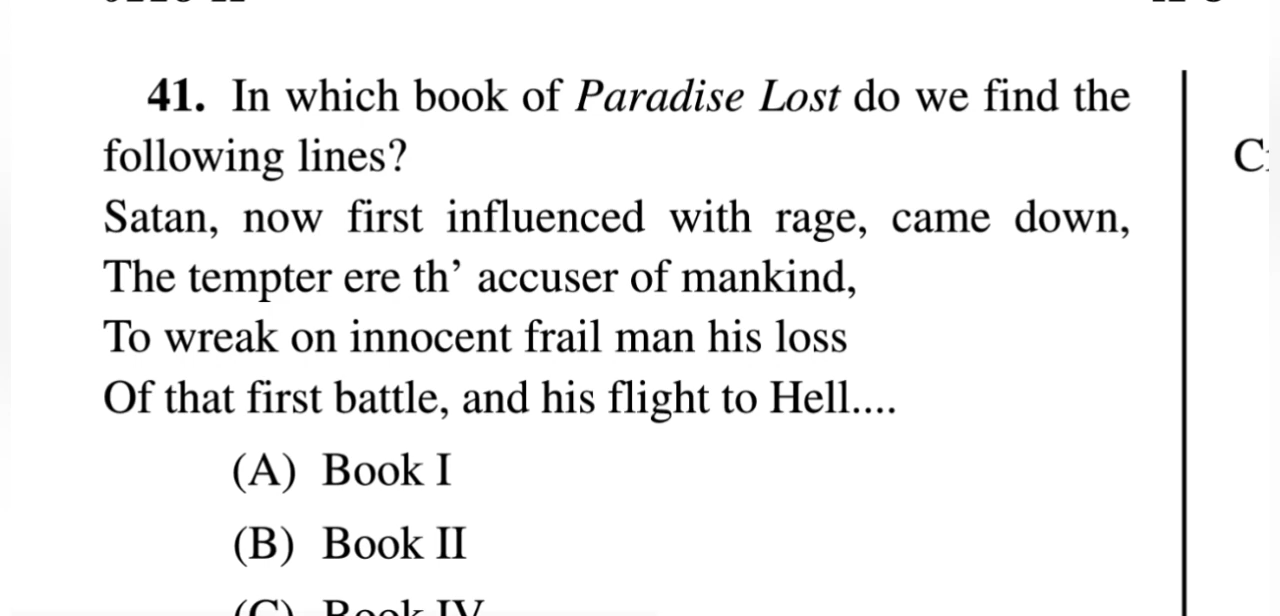 41. In which book of Paradise Lost do we find the
following lines?
Satan, now first influenced with rage, came down,
The tempter ere th’ accuser of mankind,
To wreak on innocent frail man his loss
Of that first battle, and his flight to Hell....
(A) Book I
(B) Book II
(C) Book IV